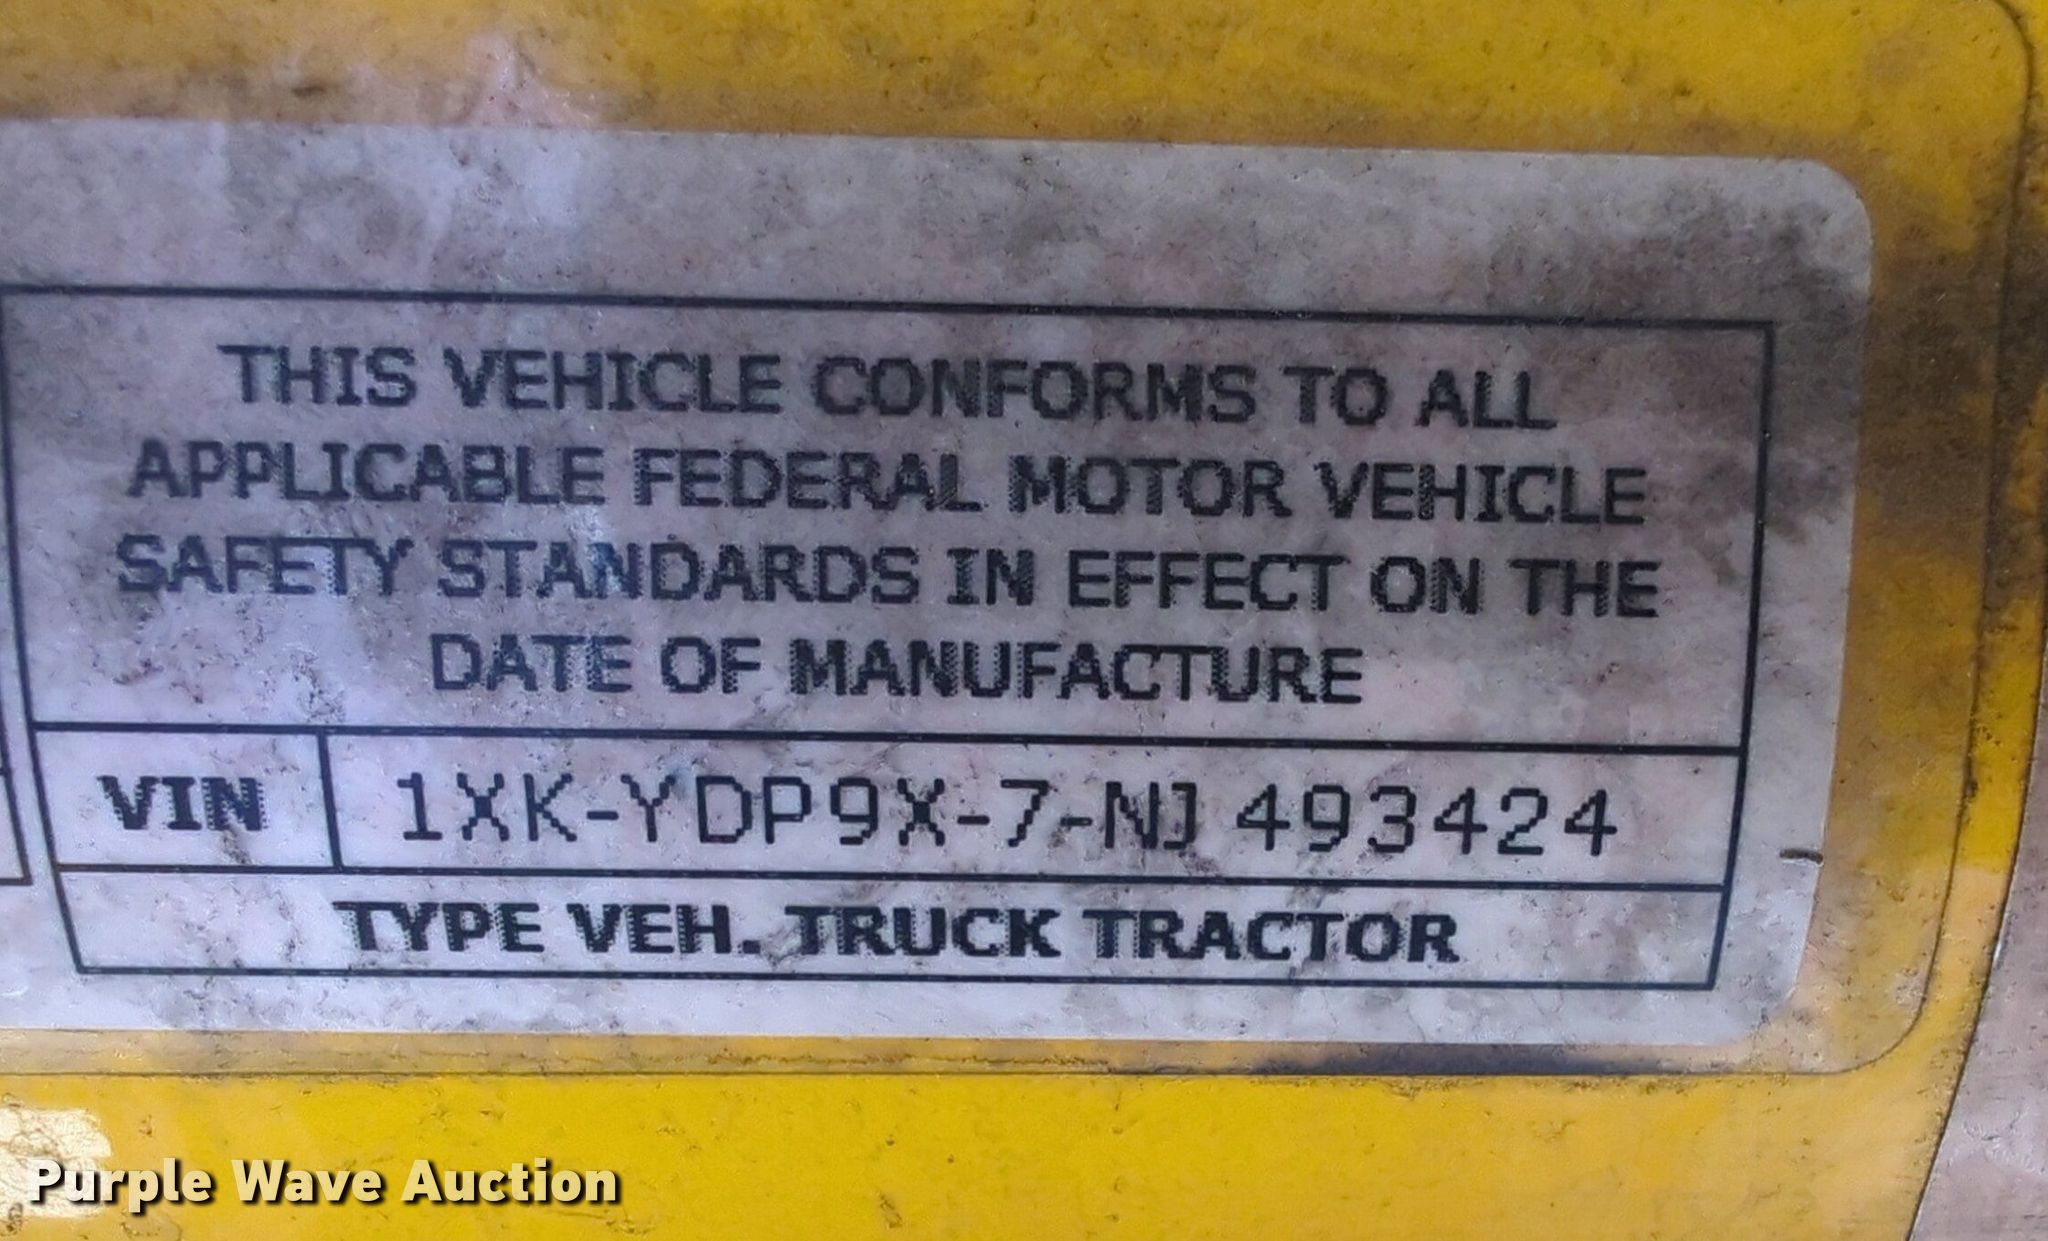 THIS VEHICLE CONFORMS TO ALL
APPLICABLE FEDERAL MOTOR VEHICLE
SAFETY STANDARDS IN EFFECT ON THE
DATE OF MANUFACTURE
VIN 1XK-YDP9X-7-NJ 493424
TYPE VEH. TRUCK TRACTOR
Purple Wave Auction